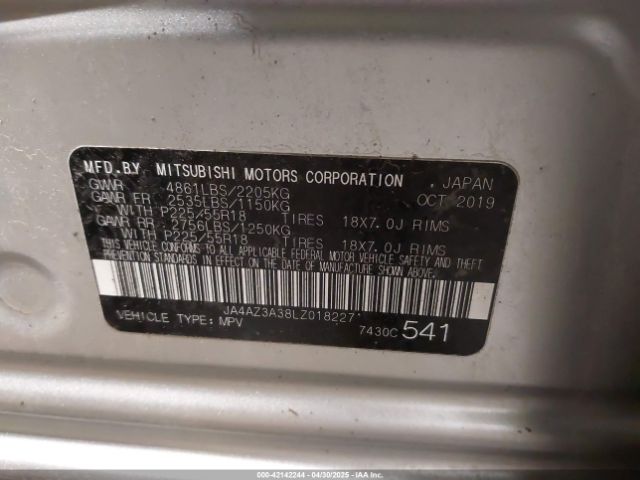 MFD.BY MITSUBISHI MOTORS CORPORATION JAPAN
GVWR 4861LBS/2205KG OCT 2019
GAWR FR 2535LBS/1150KG
WITH P225/55R18 TIRES 18X7.0J RIMS
GAWR RR 2756LBS/1250KG
WITH P225/55R18 TIRES 18X7.0J RIMS
THIS VEHICLE CONFORMS TO ALL APPLICABLE FEDERAL MOTOR VEHICLE SAFETY
AND THEFT PREVENTION STANDARDS IN EFFECT ON THE DATE OF MANUFACTURE SHOWN ABOVE.
JA4AZ3A38LZ018227
VEHICLE TYPE: MPV 7430C 541
000-42142244 - 04/30/2025 - IAAI